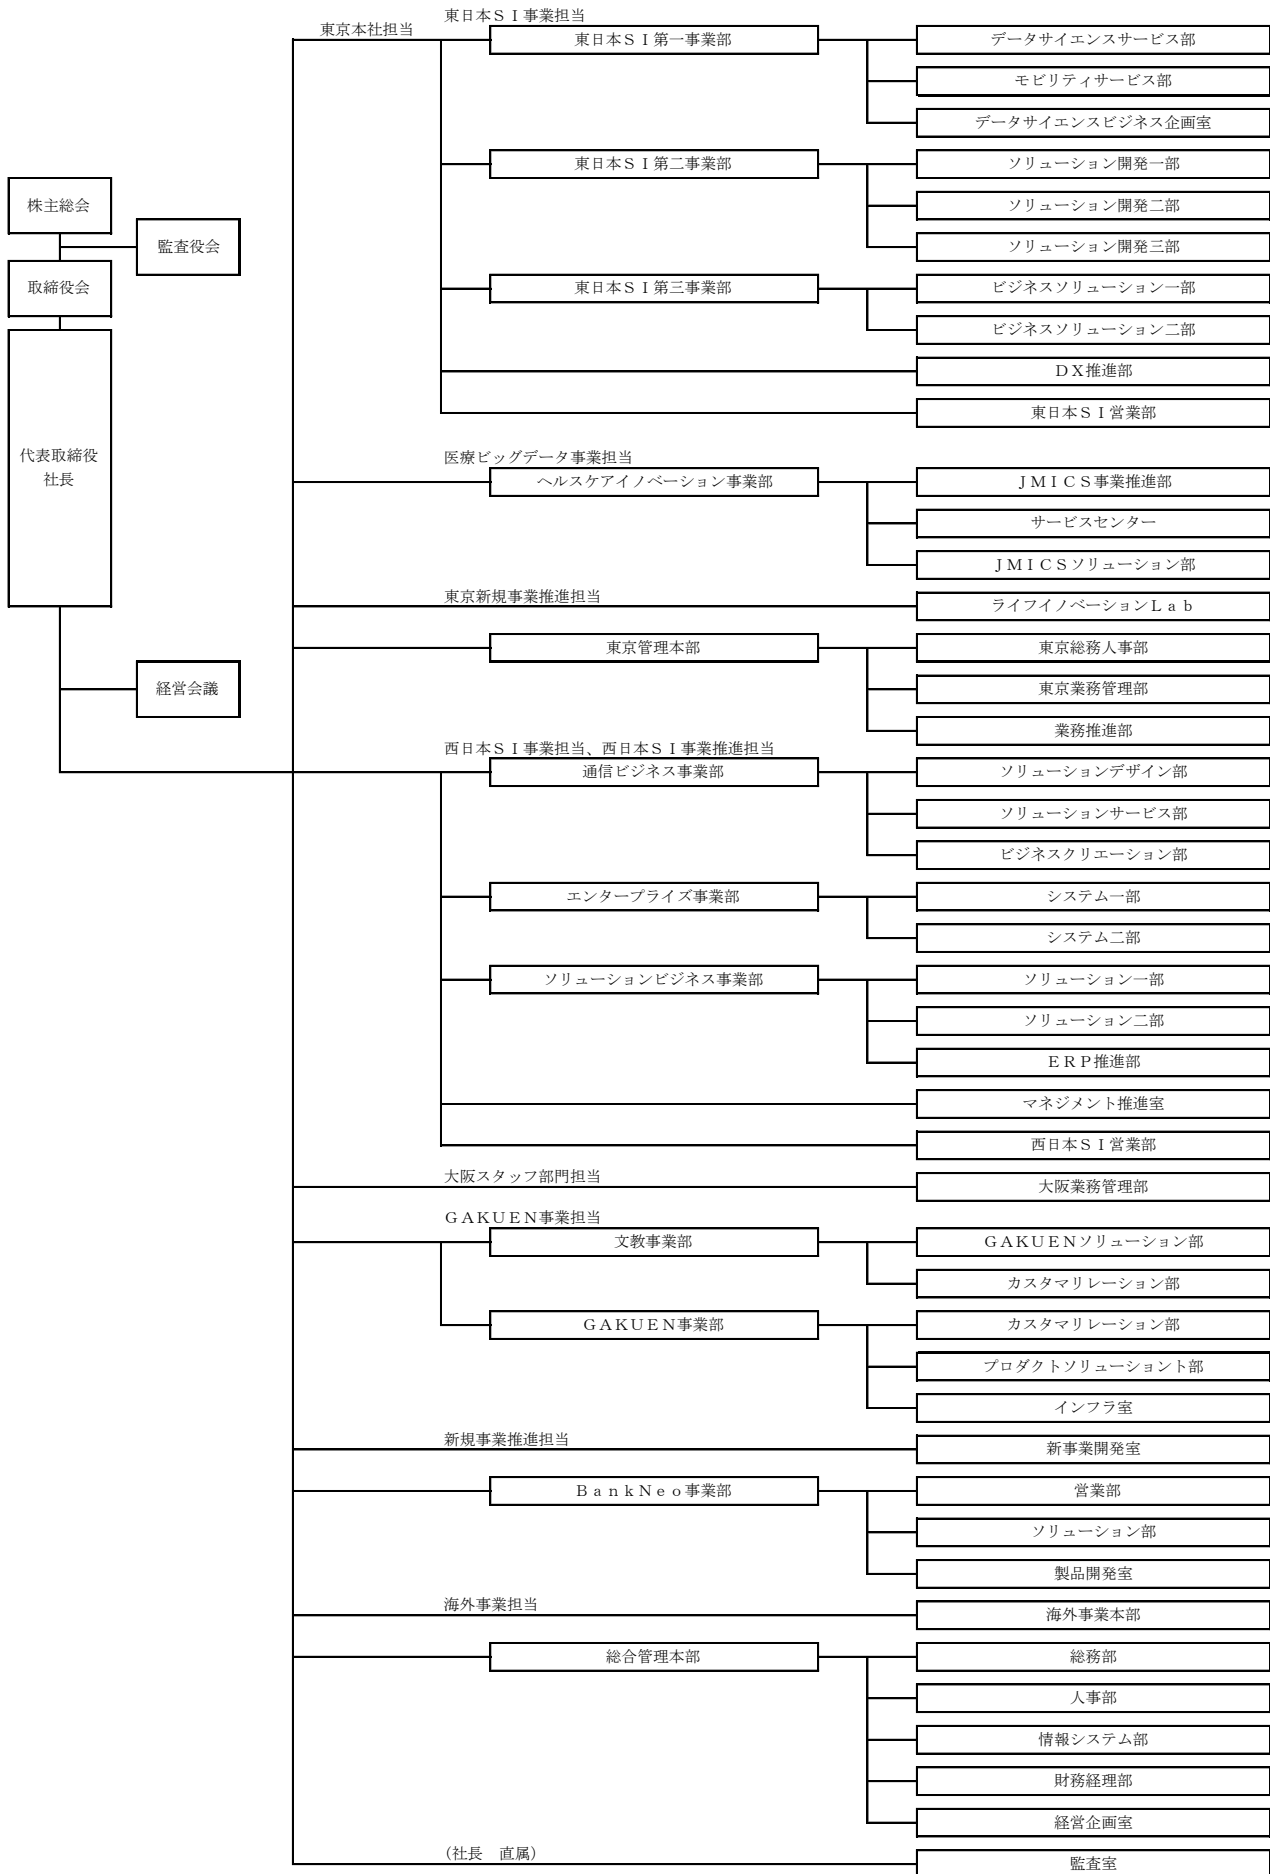 株主総会
監査役会
取締役会
代表取締役
社長
経営会議
東京本社担当
東日本ＳＩ事業担当
東日本ＳＩ第一事業部
データサイエンスサービス部
モビリティサービス部
データサイエンスビジネス企画室
東日本ＳＩ第二事業部
ソリューション開発一部
ソリューション開発二部
ソリューション開発三部
東日本ＳＩ第三事業部
ビジネスソリューション一部
ビジネスソリューション二部
ＤＸ推進部
東日本ＳＩ営業部
医療ビッグデータ事業担当
ヘルスケアイノベーション事業部
ＪＭＩＣＳ事業推進部
サービスセンター
ＪＭＩＣＳソリューション部
東京新規事業推進担当
ライフイノベーションＬａｂ
東京管理本部
東京総務人事部
東京業務管理部
業務推進部
西日本ＳＩ事業担当、西日本ＳＩ事業推進担当
通信ビジネス事業部
ソリューションデザイン部
ソリューションサービス部
ビジネスクリエーション部
エンタープライズ事業部
システム一部
システム二部
ソリューションビジネス事業部
ソリューション一部
ソリューション二部
ＥＲＰ推進部
マネジメント推進室
西日本ＳＩ営業部
大阪スタッフ部門担当
大阪業務管理部
ＧＡＫＵＥＮ事業担当
文教事業部
ＧＡＫＵＥＮソリューション部
カスタマリレーション部
ＧＡＫＵＥＮ事業部
カスタマリレーション部
プロダクトソリューショント部
インフラ室
新規事業推進担当
新事業開発室
ＢａｎｋＮｅｏ事業部
営業部
ソリューション部
製品開発室
海外事業担当
海外事業本部
総合管理本部
総務部
人事部
情報システム部
財務経理部
経営企画室
（社長　直属）
監査室